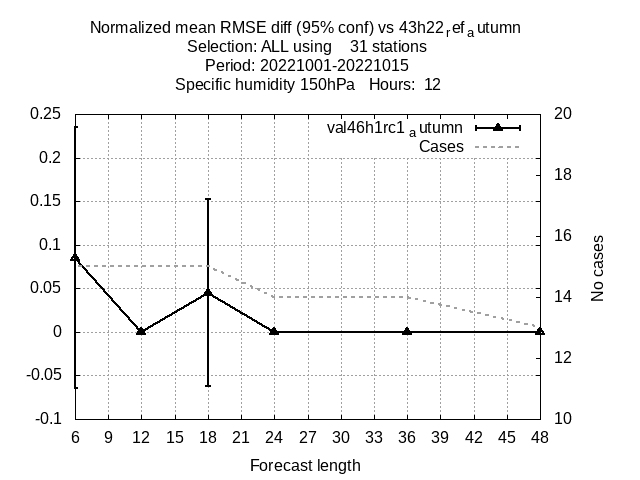 Normalized mean RMSE diff (95% conf) vs 43h22ref autumn
Selection: ALL using 31 stations
Period: 20221001-20221015
Specific humidity 150hPa Hours: 12
val46h1rc1autumn
Cases
0.25
0.2
0.15
0.1
0.05
0
-0.05
-0.1
20
18
16
14
12
10
No cases
6 9 12 15 18 21 24 27 30 33 36 39 42 45 48
Forecast length